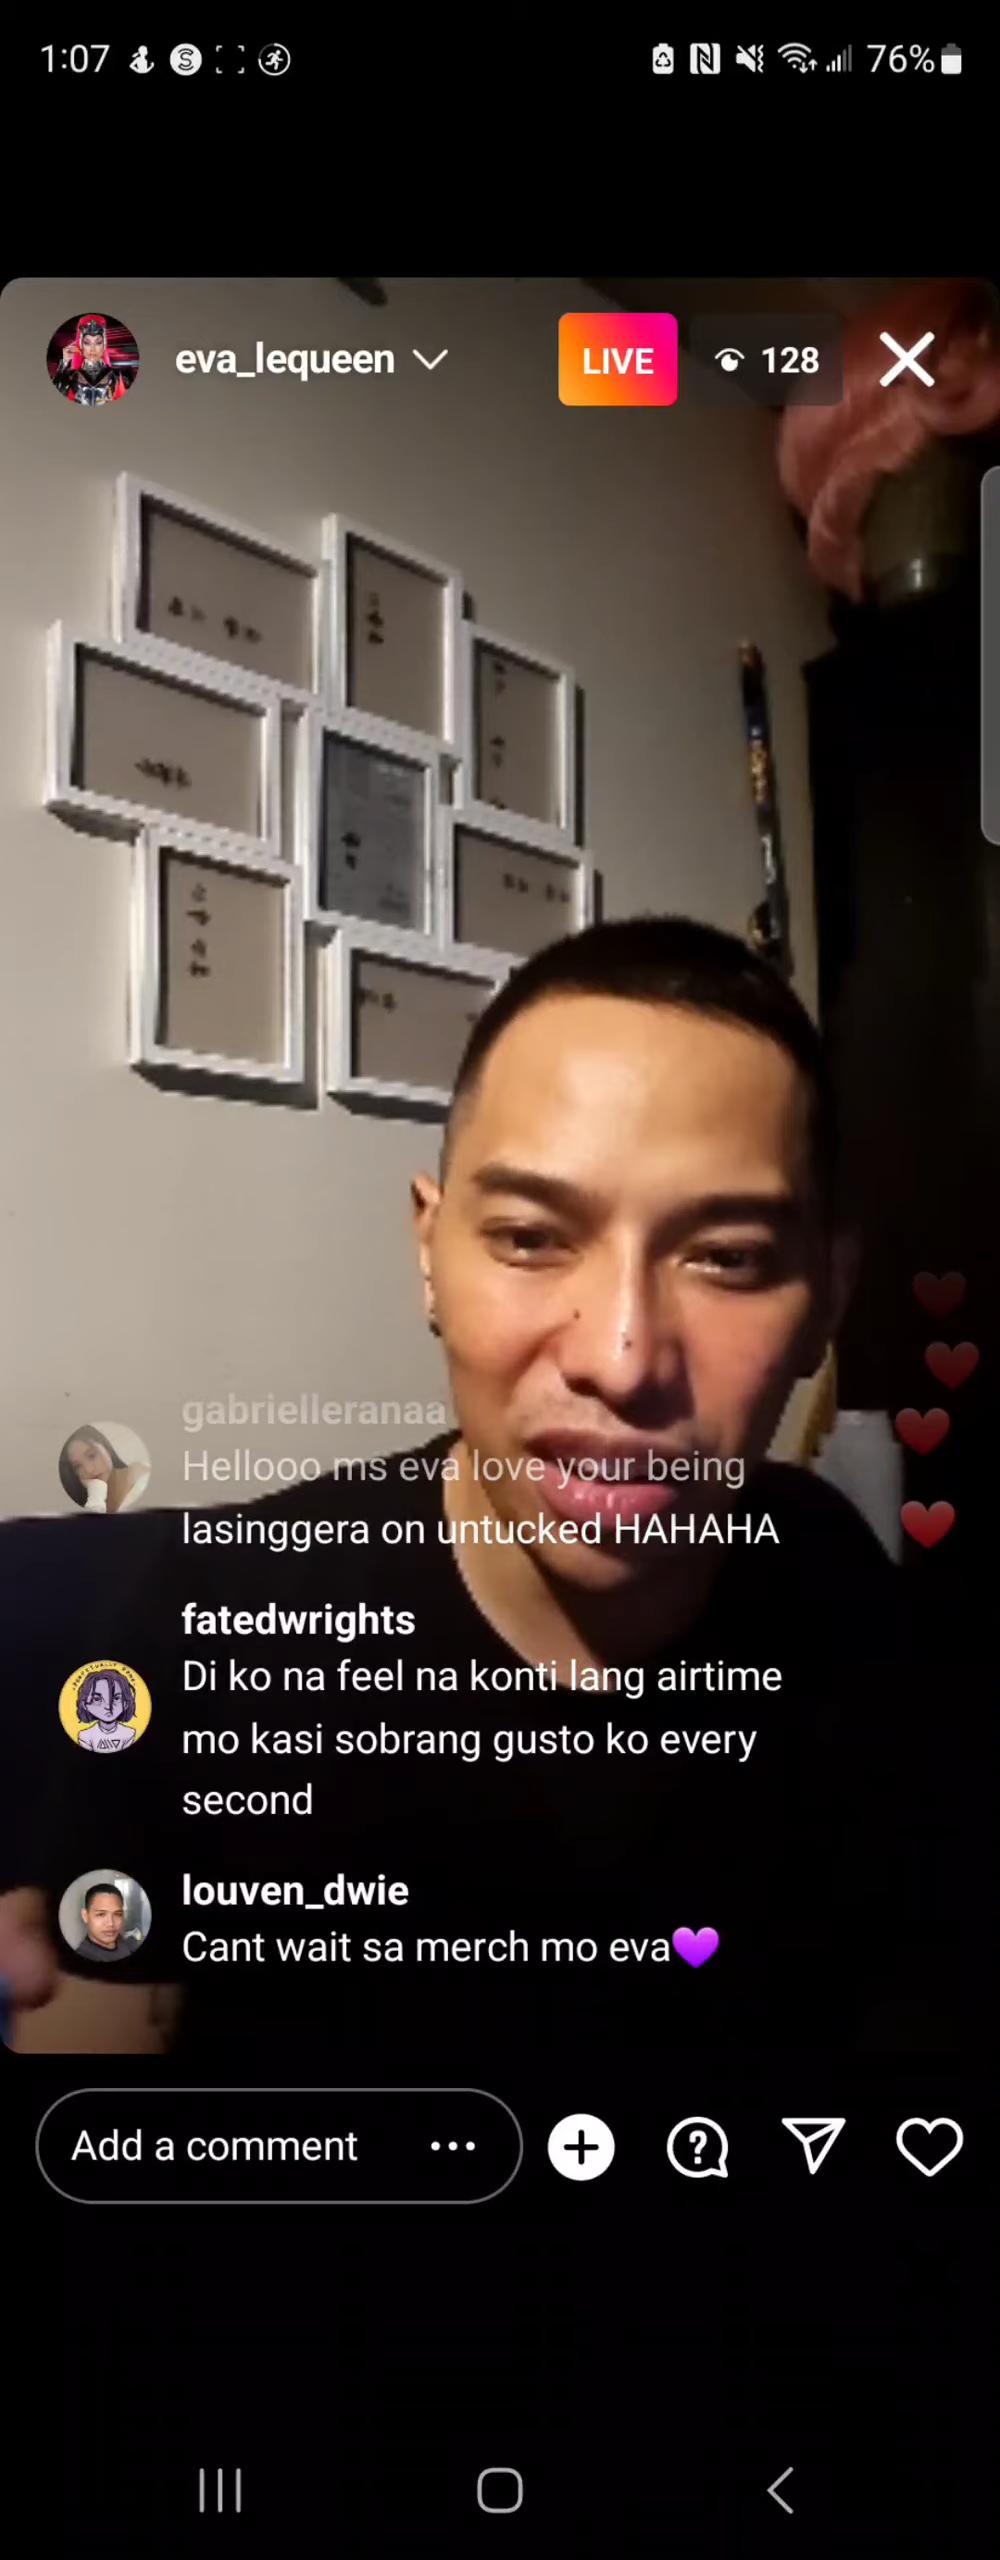 1:07
76%
eva_lequeen
LIVE
128
gabrielleranaa
Hellooo ms eva love your being
lasinggera on untucked HAHAHA
fatedwrights
Di ko na feel na konti lang airtime
mo kasi sobrang gusto ko every
second
louven_dwie
Cant wait sa merch mo eva💜
Add a comment